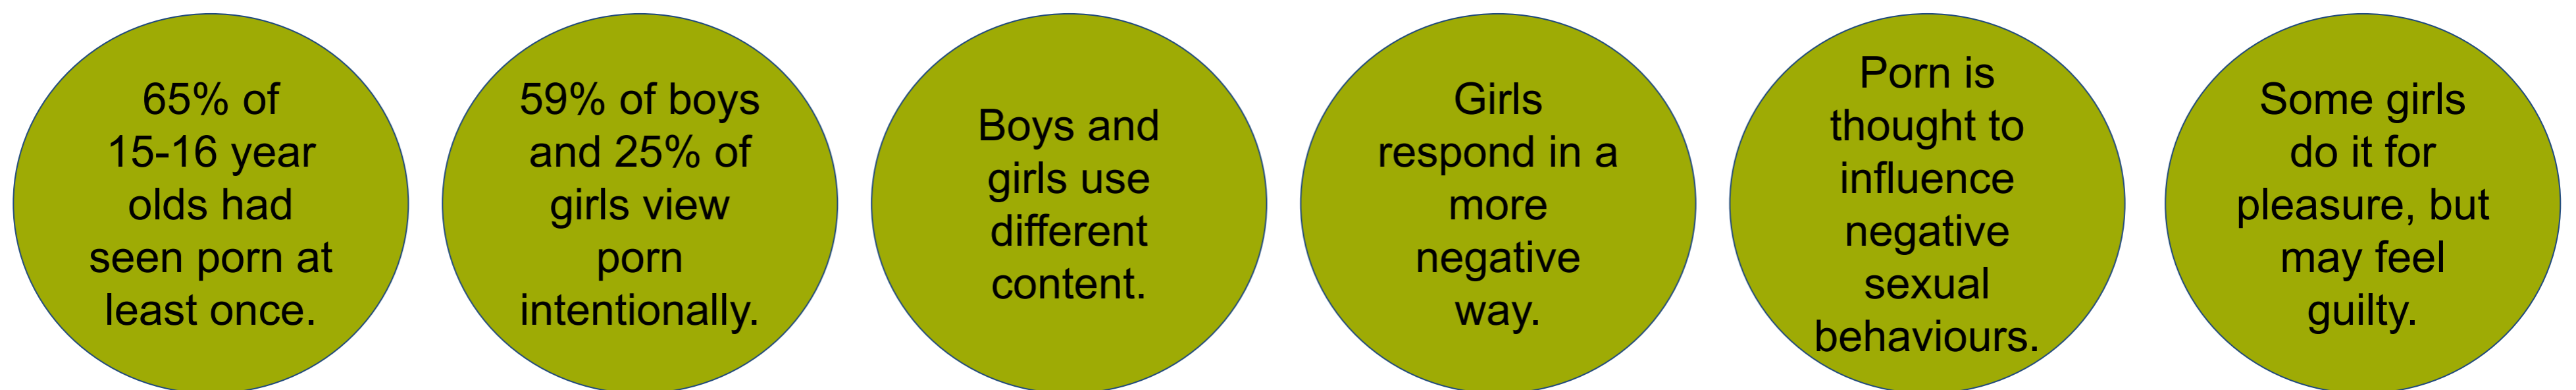 65% of
15-16 year
olds had
seen porn at
least once.
59% of boys
and 25% of
girls view
porn
intentionally.
Boys and
girls use
different
content.
Girls
respond in a
more
negative
way.
Porn is
thought to
influence
negative
sexual
behaviours.
Some girls
do it for
pleasure, but
may feel
guilty.